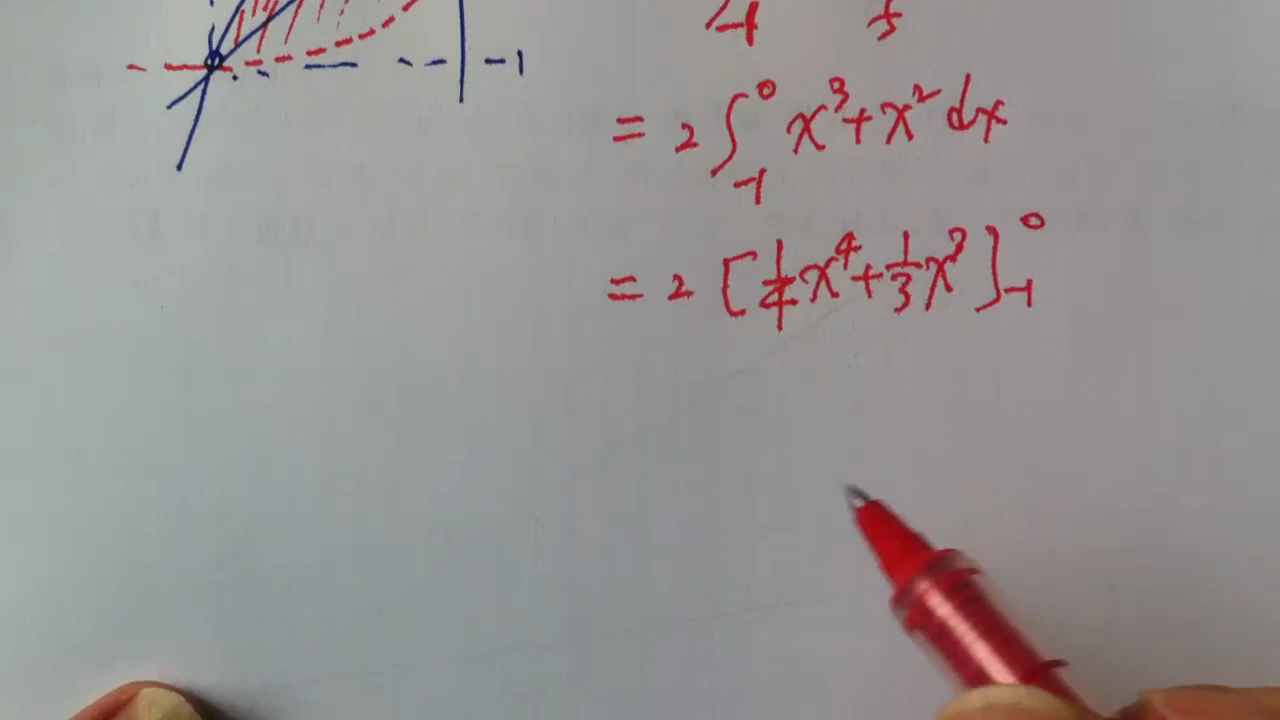 -1
= 2 ∫₋₁⁰ x³+x² dx
= 2 [¼x⁴+⅓x³]₋₁⁰